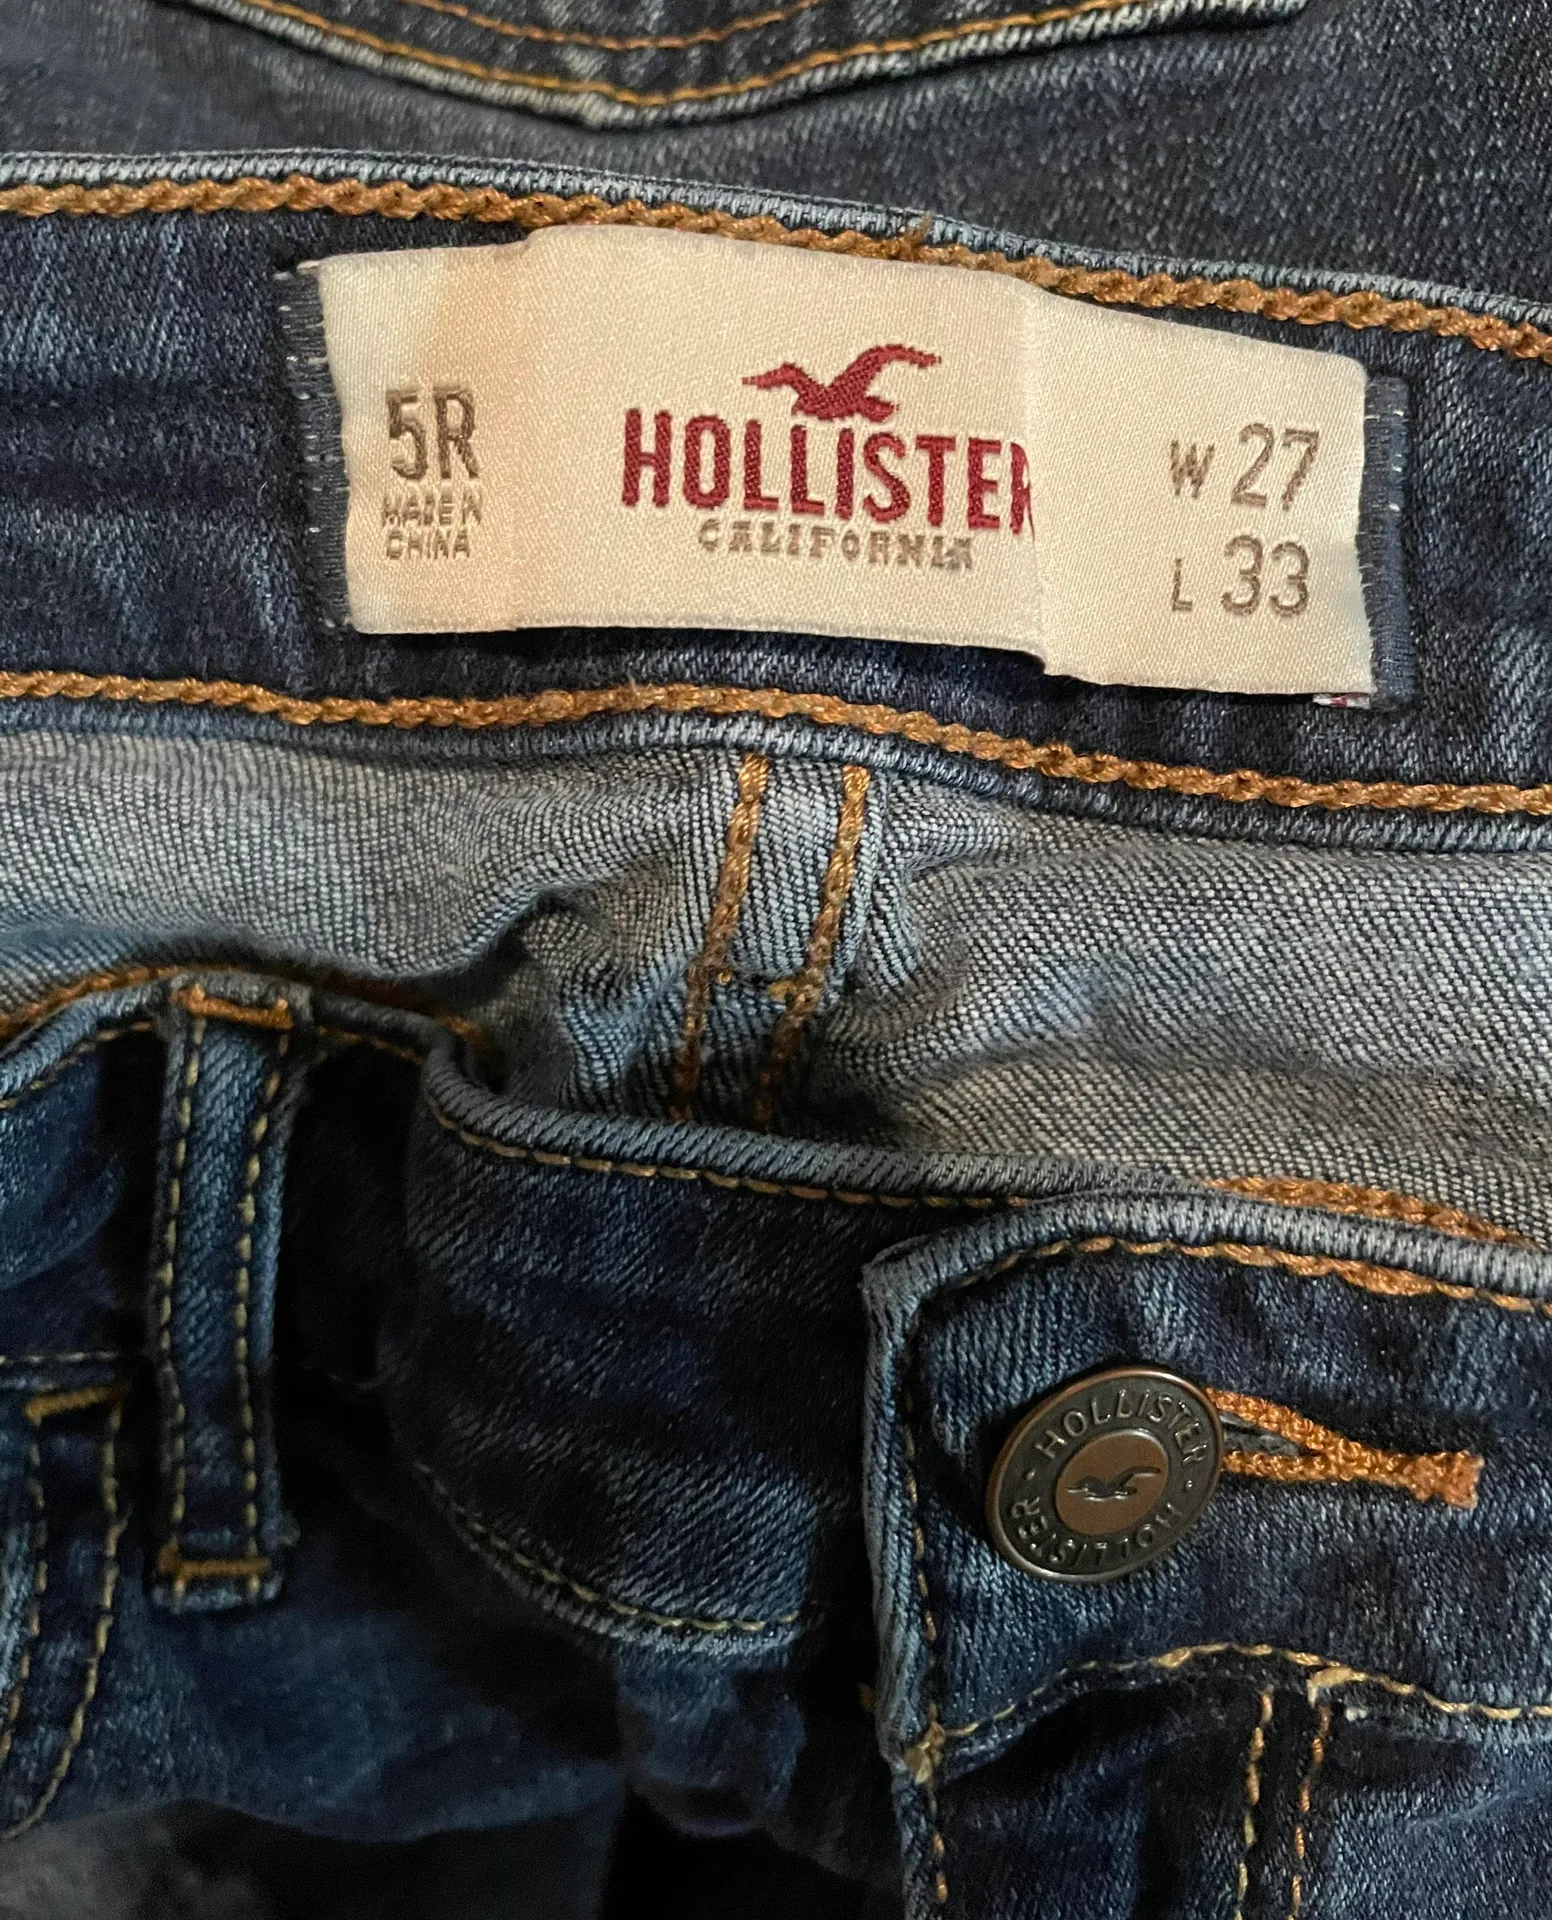 5R
MADE IN
CHINA
HOLLISTER
CALIFORNIA
W 27
L 33
HOLLISTER · HOLLISTER ·